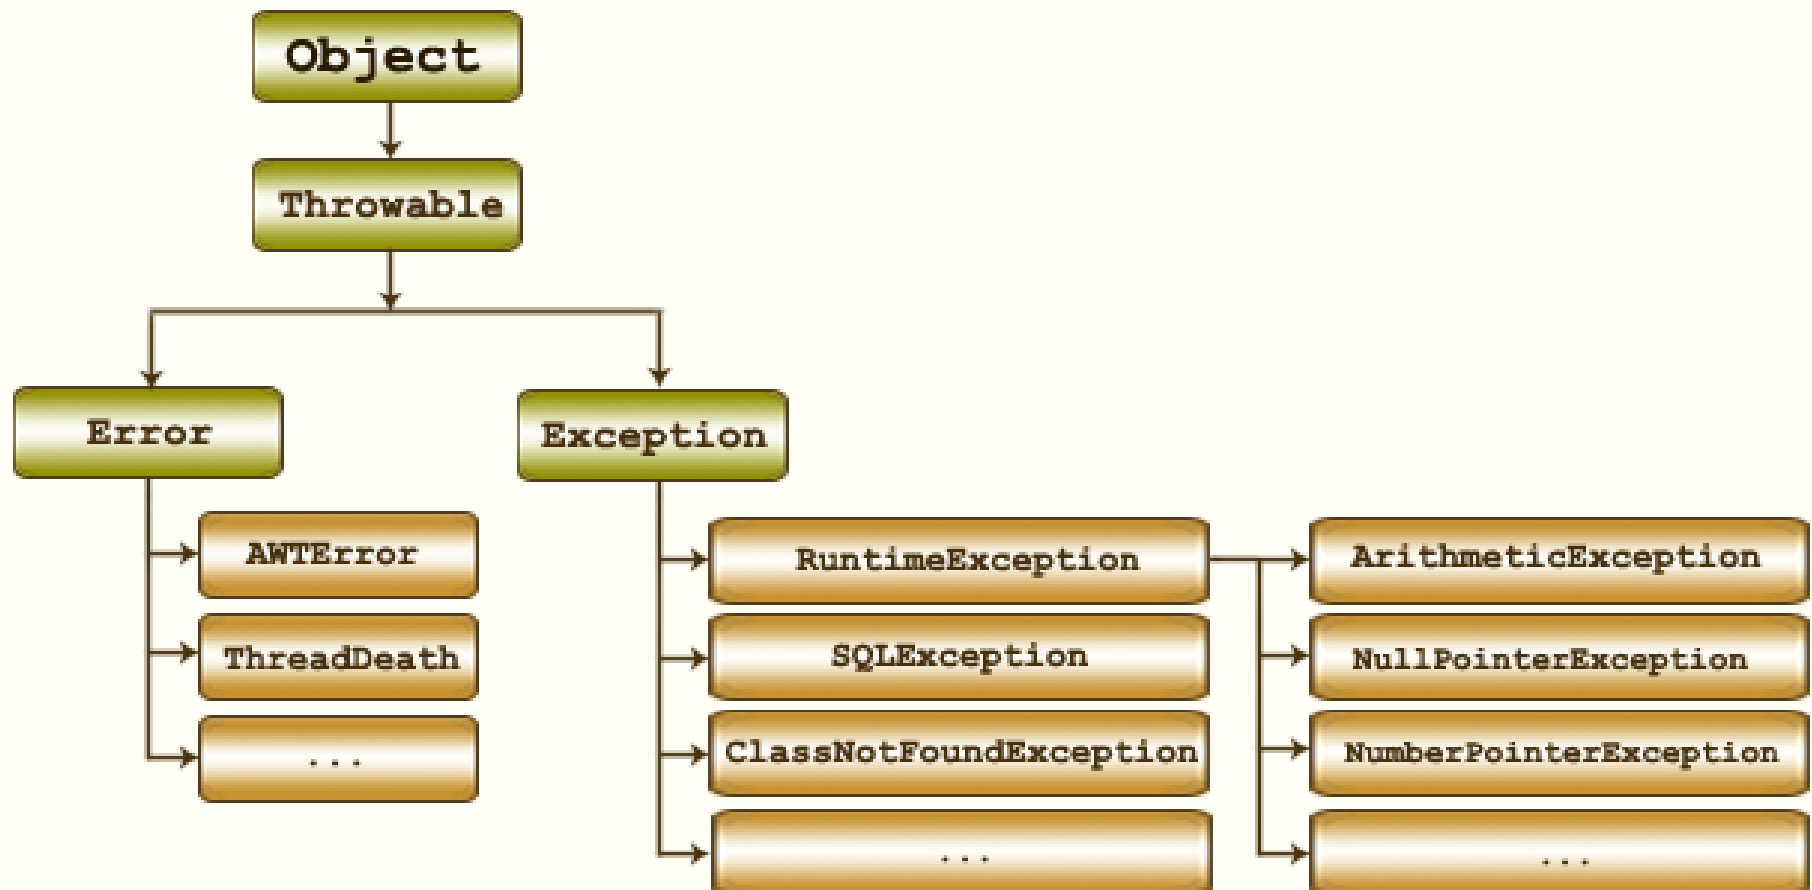 Object
Throwable
Error
Exception
AWTError
ThreadDeath
...
RuntimeException
SQLException
ClassNotFoundException
...
ArithmeticException
NullPointerException
NumberPointerException
...